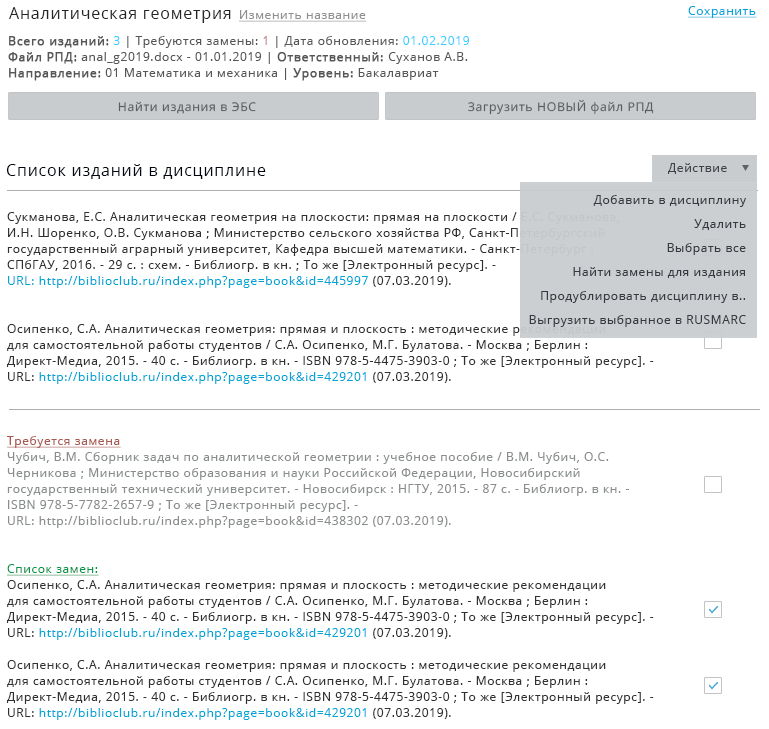 Аналитическая геометрия Изменить название
Сохранить
Всего изданий: 3 | Требуются замены: 1 | Дата обновления: 01.02.2019
Файл РПД: anal_g2019.docx - 01.01.2019 | Ответственный: Суханов А.В.
Направление: 01 Математика и механика | Уровень: Бакалавриат
Найти издания в ЭБС
Загрузить НОВЫЙ файл РПД
Список изданий в дисциплине
Действие ▼
Добавить в дисциплину
Удалить
Выбрать все
Найти замены для издания
Продублировать дисциплину в..
Выгрузить выбранное в RUSMARC
Сукманова, Е.С. Аналитическая геометрия на плоскости: прямая на плоскости / Е.С. Сукманова,
И.Н. Шоренко, О.В. Сукманова ; Министерство сельского хозяйства РФ, Санкт-Петербургский
государственный аграрный университет, Кафедра высшей математики. - Санкт-Петербург :
СПбГАУ, 2016. - 29 с. : схем. - Библиогр. в кн. ; То же [Электронный ресурс]. -
URL: http://biblioclub.ru/index.php?page=book&id=445997 (07.03.2019).
Осипенко, С.А. Аналитическая геометрия: прямая и плоскость : методические рекомендации
для самостоятельной работы студентов / С.А. Осипенко, М.Г. Булатова. - Москва ; Берлин :
Директ-Медиа, 2015. - 40 с. - Библиогр. в кн. - ISBN 978-5-4475-3903-0 ; То же [Электронный ресурс]. -
URL: http://biblioclub.ru/index.php?page=book&id=429201 (07.03.2019).
Требуется замена
Чубич, В.М. Сборник задач по аналитической геометрии : учебное пособие / В.М. Чубич, О.С.
Черникова ; Министерство образования и науки Российской Федерации, Новосибирский
государственный технический университет. - Новосибирск : НГТУ, 2015. - 87 с. - Библиогр. в кн. -
ISBN 978-5-7782-2657-9 ; То же [Электронный ресурс]. -
URL: http://biblioclub.ru/index.php?page=book&id=438302 (07.03.2019).
Список замен:
Осипенко, С.А. Аналитическая геометрия: прямая и плоскость : методические рекомендации
для самостоятельной работы студентов / С.А. Осипенко, М.Г. Булатова. - Москва ; Берлин :
Директ-Медиа, 2015. - 40 с. - Библиогр. в кн. - ISBN 978-5-4475-3903-0 ; То же [Электронный ресурс]. -
URL: http://biblioclub.ru/index.php?page=book&id=429201 (07.03.2019).
Осипенко, С.А. Аналитическая геометрия: прямая и плоскость : методические рекомендации
для самостоятельной работы студентов / С.А. Осипенко, М.Г. Булатова. - Москва ; Берлин :
Директ-Медиа, 2015. - 40 с. - Библиогр. в кн. - ISBN 978-5-4475-3903-0 ; То же [Электронный ресурс]. -
URL: http://biblioclub.ru/index.php?page=book&id=429201 (07.03.2019).